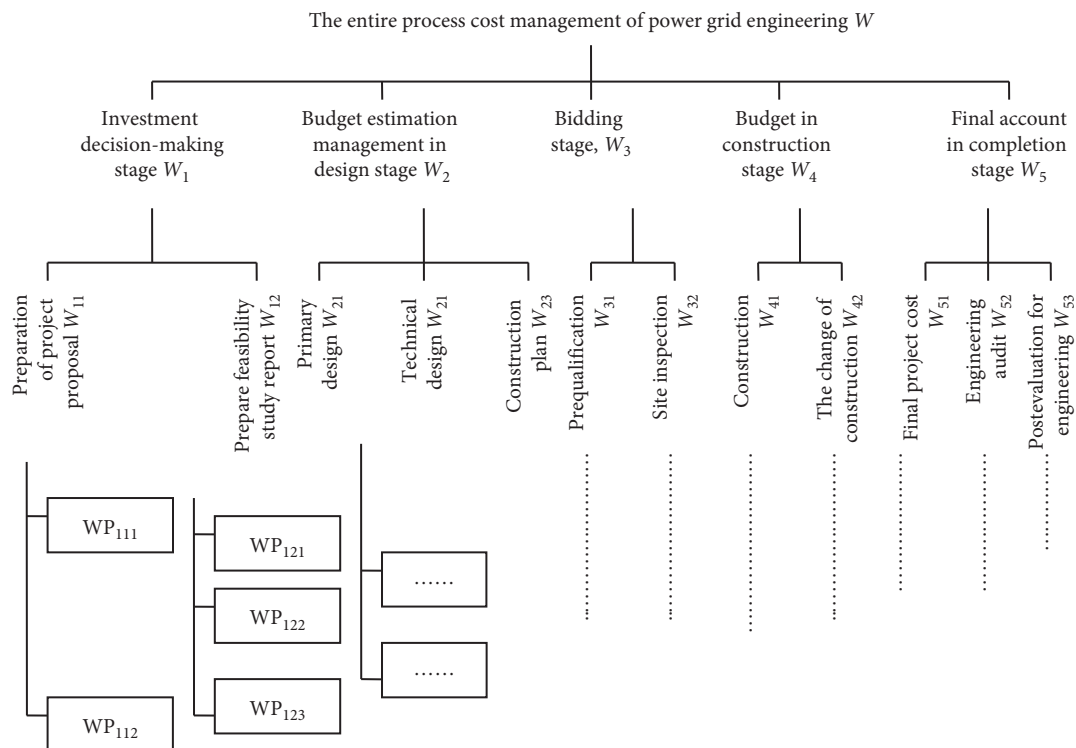 The entire process cost management of power grid engineering W
Investment
decision-making
stage W₁
Budget estimation
management in
design stage W₂
Bidding
stage, W₃
Budget in
construction
stage W₄
Final account
in completion
stage W₅
Preparation
of project
proposal W₁₁
Prepare feasibility
study report W₁₂
Primary
design W₂₁
Technical
design W₂₁
Construction
plan W₂₃
Prequalification
W₃₁
Site inspection
W₃₂
Construction
W₄₁
The change of
construction W₄₂
Final project cost
W₅₁
Engineering
audit W₅₂
Postevaluation for
engineering W₅₃
WP₁₁₁
WP₁₁₂
WP₁₂₁
WP₁₂₂
WP₁₂₃
......
......